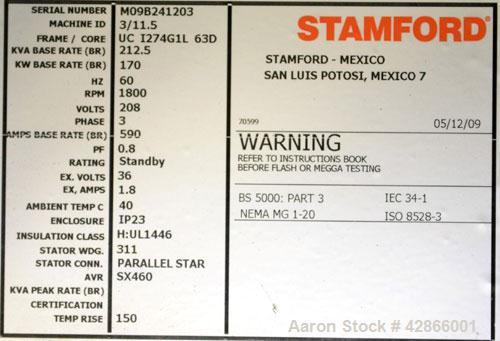 SERIAL NUMBER M09B241203
MACHINE ID 3/11.5
FRAME / CORE UC I274G1L 63D
KVA BASE RATE (BR) 212.5
KW BASE RATE (BR) 170
HZ 60
RPM 1800
VOLTS 208
PHASE 3
AMPS BASE RATE (BR) 590
PF 0.8
RATING Standby
EX. VOLTS 36
EX, AMPS 1.8
AMBIENT TEMP C 40
ENCLOSURE IP23
INSULATION CLASS H:UL1446
STATOR WDG. 311
STATOR CONN. PARALLEL STAR
AVR SX460
KVA PEAK RATE (BR)
CERTIFICATION
TEMP RISE 150
STAMFORD
STAMFORD - MEXICO
SAN LUIS POTOSI, MEXICO 7
70599 05/12/09
WARNING
REFER TO INSTRUCTIONS BOOK
BEFORE FLASH OR MEGGA TESTING
BS 5000: PART 3 IEC 34-1
NEMA MG 1-20 ISO 8528-3
Aaron Stock # 42866001